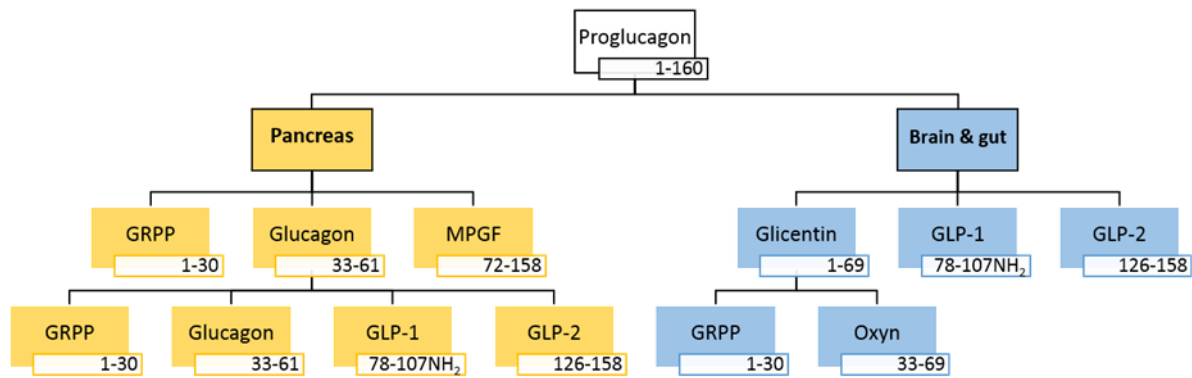 Proglucagon
1-160
Pancreas
Brain & gut
GRPP
1-30
Glucagon
33-61
MPGF
72-158
Glicentin
1-69
GLP-1
78-107NH₂
GLP-2
126-158
GRPP
1-30
Glucagon
33-61
GLP-1
78-107NH₂
GLP-2
126-158
GRPP
1-30
Oxyn
33-69